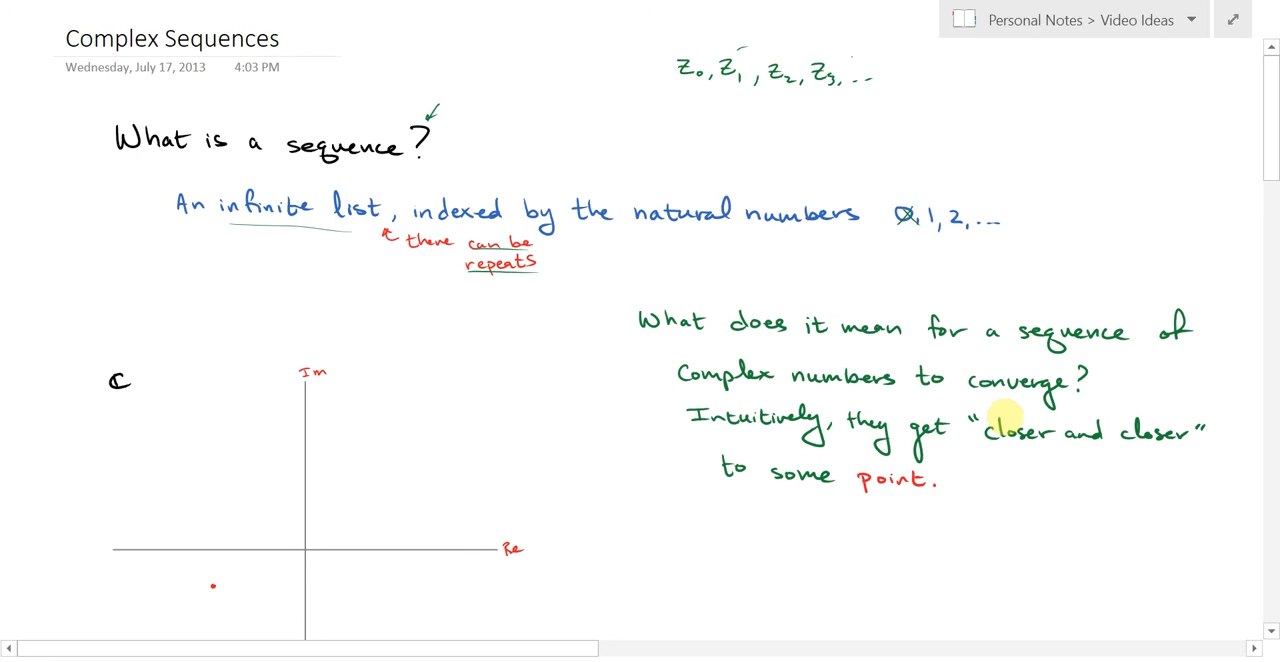 Personal Notes > Video Ideas
Complex Sequences
Wednesday, July 17, 2013 4:03 PM
z₀, z₁, z₂, z₃, ...
What is a sequence?
An infinite list, indexed by the natural numbers 0, 1, 2, ...
there can be
repeats
What does it mean for a sequence of
complex numbers to converge?
Intuitively, they get "closer and closer"
to some point.
ℂ
Im
Re